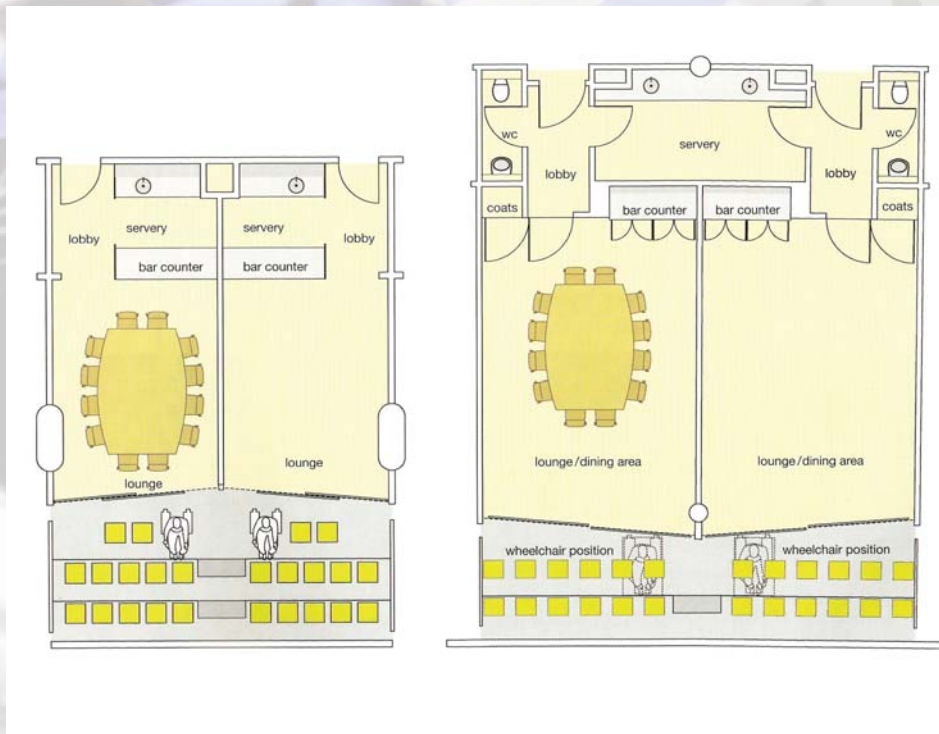 lobby
servery
servery
lobby
bar counter
bar counter
lounge
lounge
wc
servery
wc
lobby
lobby
coats
bar counter
bar counter
coats
lounge/dining area
lounge/dining area
wheelchair position
wheelchair position